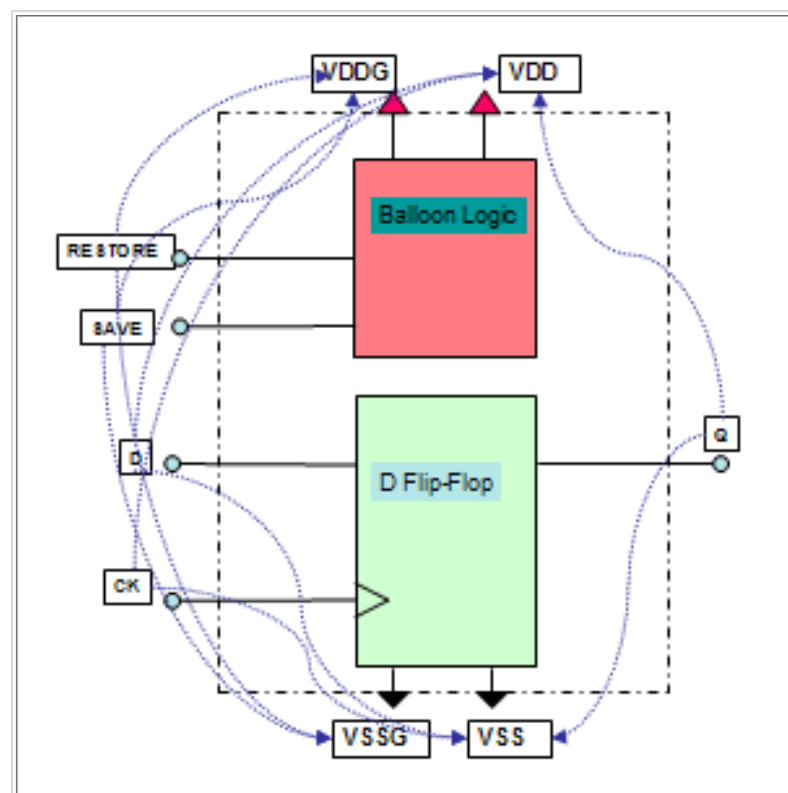 VDDG
VDD
Balloon Logic
RESTORE
SAVE
D
Q
D Flip-Flop
CK
VSSG
VSS